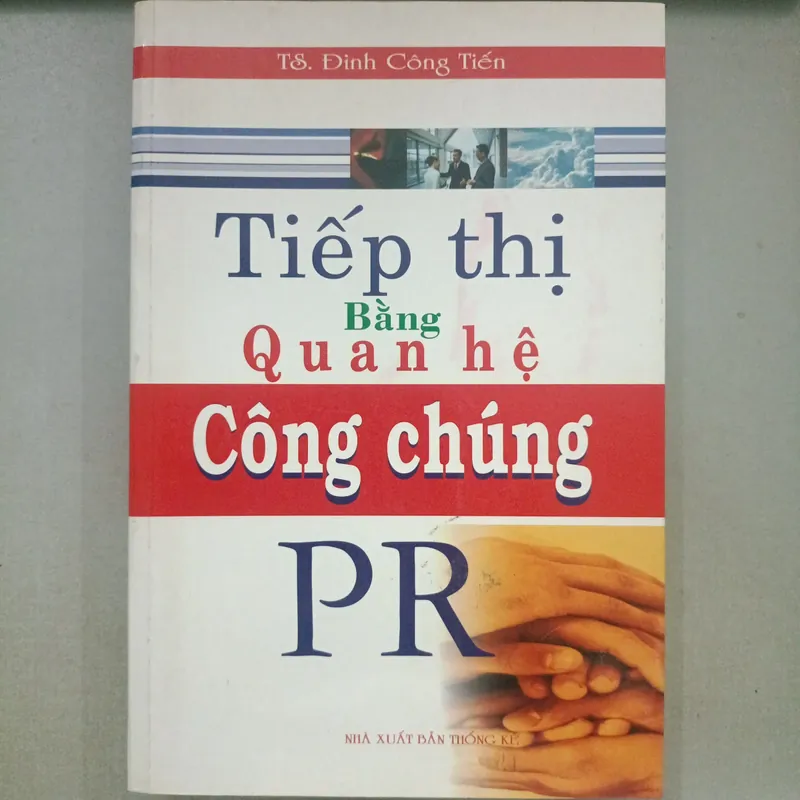 TS. Đinh Công Tiến
Tiếp thị
Bằng
Quan hệ
Công chúng
PR
NHÀ XUẤT BẢN THỐNG KÊ